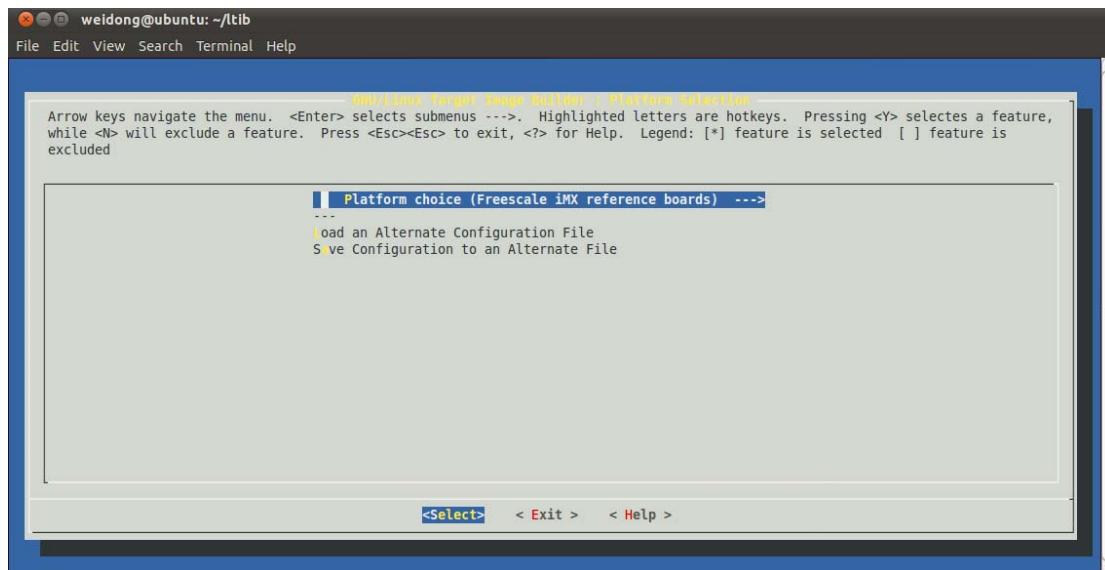 weidong@ubuntu: ~/ltib
File Edit View Search Terminal Help
GNU/Linux Target Image Builder : Platform Selection
Arrow keys navigate the menu. <Enter> selects submenus --->. Highlighted letters are hotkeys. Pressing <Y> selectes a feature,
while <N> will exclude a feature. Press <Esc><Esc> to exit, <?> for Help. Legend: [*] feature is selected [ ] feature is
excluded
Platform choice (Freescale iMX reference boards) --->
---
Load an Alternate Configuration File
Save Configuration to an Alternate File
<Select> < Exit > < Help >